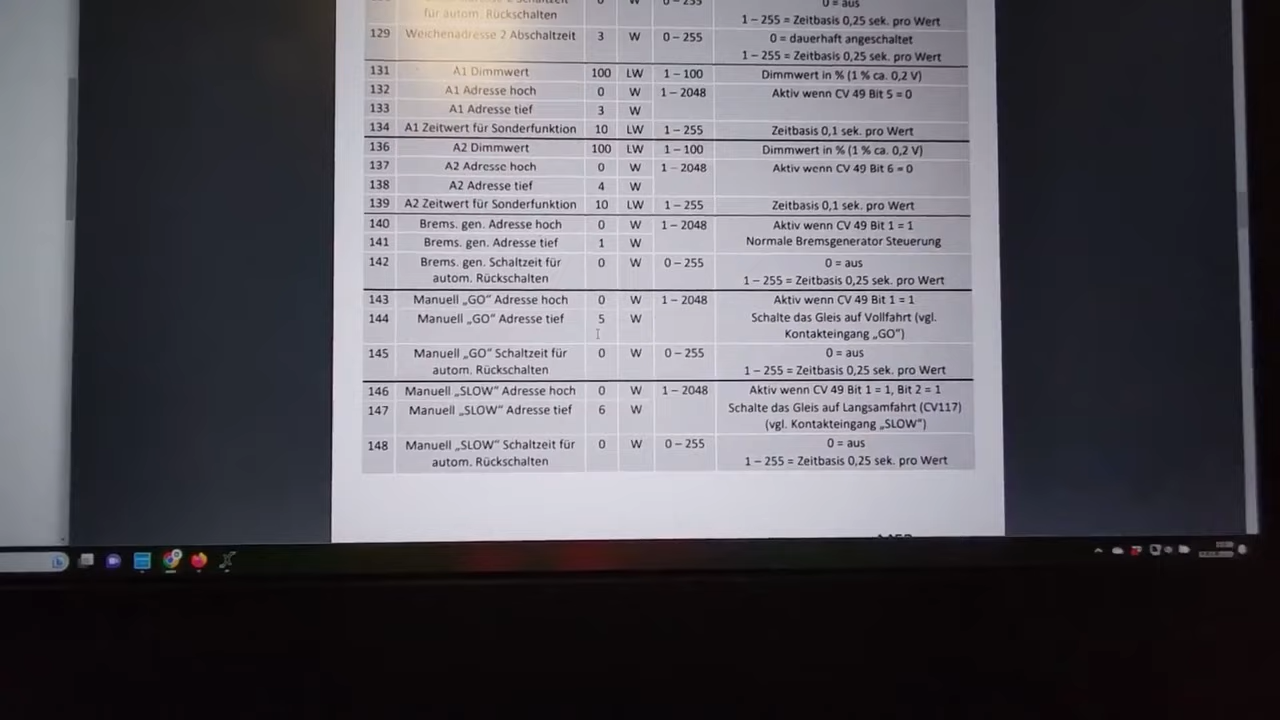 für autom. Rückschalten 0 W 0 – 255 0 = aus
1 – 255 = Zeitbasis 0,25 sek. pro Wert
129 Weichenadresse 2 Abschaltzeit 3 W 0 – 255 0 = dauerhaft angeschaltet
1 – 255 = Zeitbasis 0,25 sek. pro Wert
131 A1 Dimmwert 100 LW 1 – 100 Dimmwert in % (1 % ca. 0,2 V)
132 A1 Adresse hoch 0 W 1 – 2048 Aktiv wenn CV 49 Bit 5 = 0
133 A1 Adresse tief 3 W
134 A1 Zeitwert für Sonderfunktion 10 LW 1 – 255 Zeitbasis 0,1 sek. pro Wert
136 A2 Dimmwert 100 LW 1 – 100 Dimmwert in % (1 % ca. 0,2 V)
137 A2 Adresse hoch 0 W 1 – 2048 Aktiv wenn CV 49 Bit 6 = 0
138 A2 Adresse tief 4 W
139 A2 Zeitwert für Sonderfunktion 10 LW 1 – 255 Zeitbasis 0,1 sek. pro Wert
140 Brems. gen. Adresse hoch 0 W 1 – 2048 Aktiv wenn CV 49 Bit 1 = 1
141 Brems. gen. Adresse tief 1 W Normale Bremsgenerator Steuerung
142 Brems. gen. Schaltzeit für 0 W 0 – 255 0 = aus
autom. Rückschalten 1 – 255 = Zeitbasis 0,25 sek. pro Wert
143 Manuell „GO“ Adresse hoch 0 W 1 – 2048 Aktiv wenn CV 49 Bit 1 = 1
144 Manuell „GO“ Adresse tief 5 W Schalte das Gleis auf Vollfahrt (vgl.
Kontakteingang „GO“)
145 Manuell „GO“ Schaltzeit für 0 W 0 – 255 0 = aus
autom. Rückschalten 1 – 255 = Zeitbasis 0,25 sek. pro Wert
146 Manuell „SLOW“ Adresse hoch 0 W 1 – 2048 Aktiv wenn CV 49 Bit 1 = 1, Bit 2 = 1
147 Manuell „SLOW“ Adresse tief 6 W Schalte das Gleis auf Langsamfahrt (CV117)
(vgl. Kontakteingang „SLOW“)
148 Manuell „SLOW“ Schaltzeit für 0 W 0 – 255 0 = aus
autom. Rückschalten 1 – 255 = Zeitbasis 0,25 sek. pro Wert